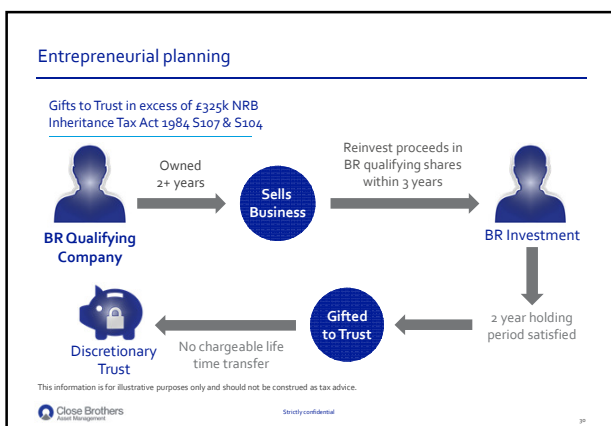 Entrepreneurial planning
Gifts to Trust in excess of £325k NRB
Inheritance Tax Act 1984 S107 & S104
Owned
2+ years
Sells
Business
Reinvest proceeds in
BR qualifying shares
within 3 years
BR Qualifying
Company
BR Investment
2 year holding
period satisfied
Gifted
to Trust
No chargeable life
time transfer
Discretionary
Trust
This information is for illustrative purposes only and should not be construed as tax advice.
Close Brothers
Asset Management
Strictly confidential
30